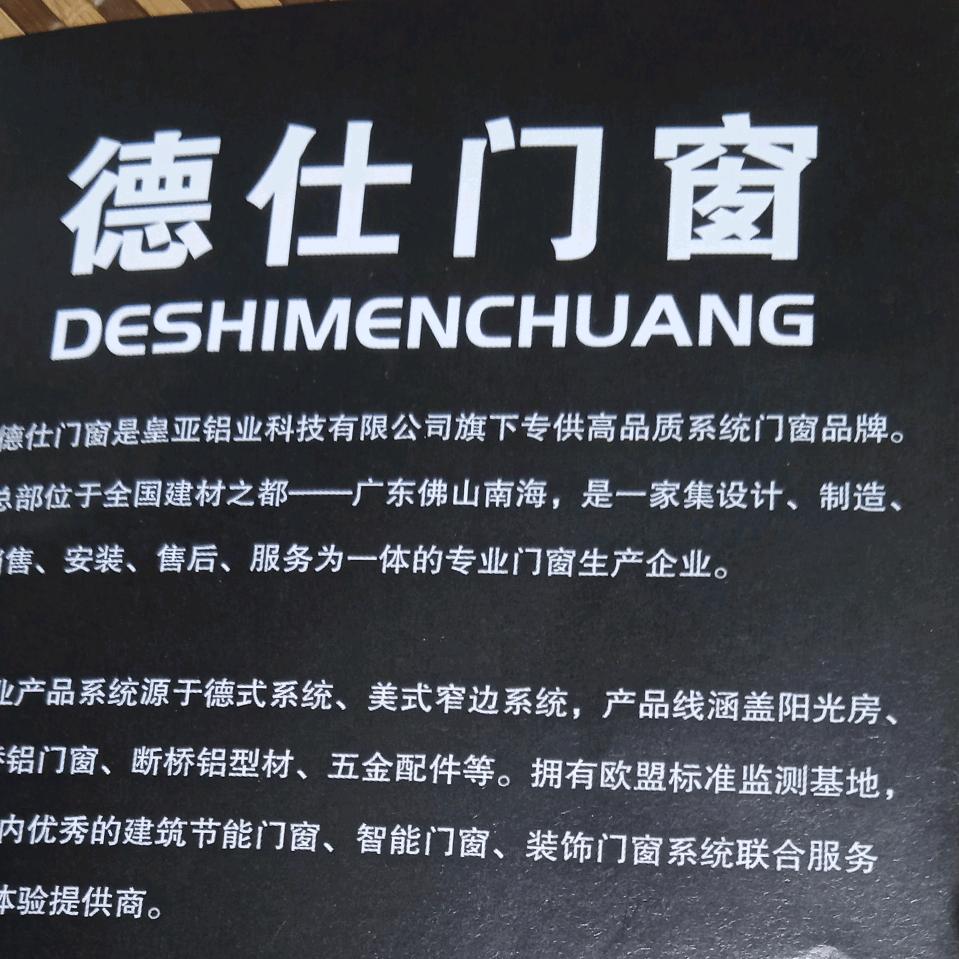 德仕门窗
DESHIMENCHUANG
德仕门窗是皇亚铝业科技有限公司旗下专供高品质系统门窗品牌。
总部位于全国建材之都——广东佛山南海，是一家集设计、制造、
销售、安装、售后、服务为一体的专业门窗生产企业。
业产品系统源于德式系统、美式窄边系统，产品线涵盖阳光房、
铝门窗、断桥铝型材、五金配件等。拥有欧盟标准监测基地，
内优秀的建筑节能门窗、智能门窗、装饰门窗系统联合服务
体验提供商。